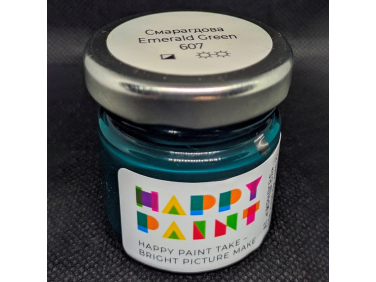 Смарагдова
Emerald Green
607
HAPPY
PAINT
HAPPY PAINT TAKE -
BRIGHT PICTURE MAKE